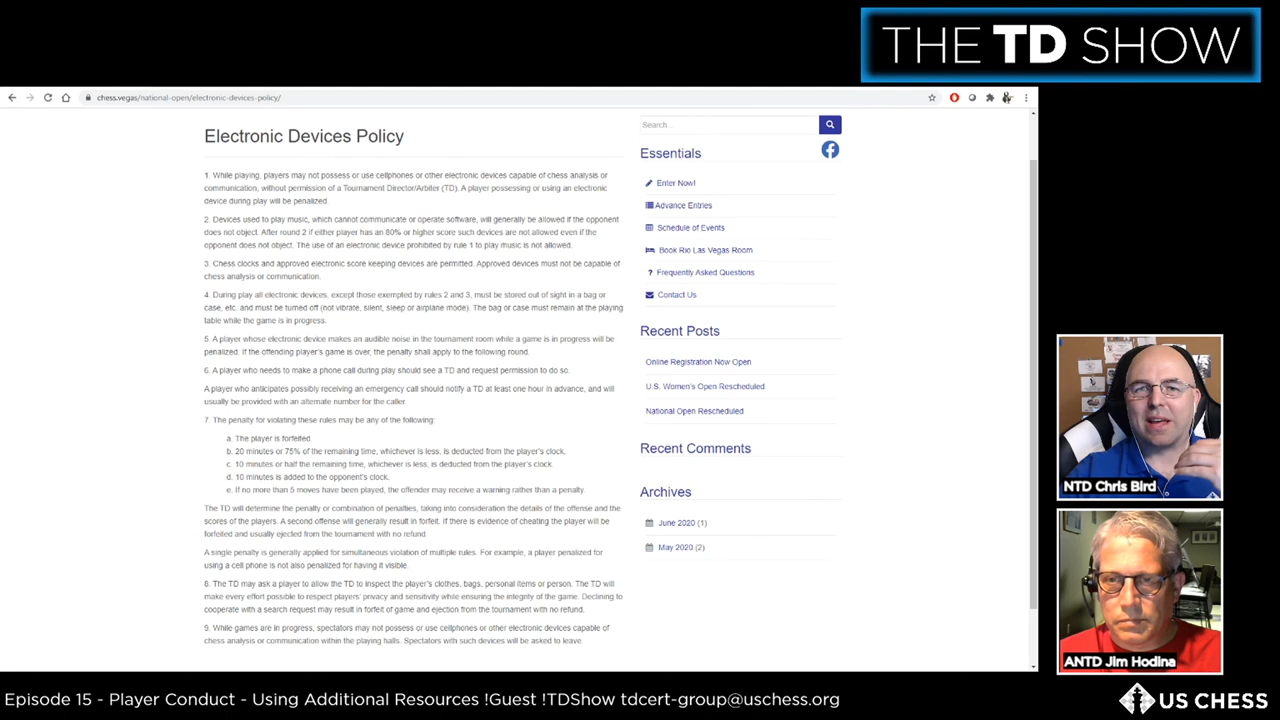 THE TD SHOW
chess.vegas/national-open/electronic-devices-policy/
Electronic Devices Policy
1. While playing, players may not possess or use cellphones or other electronic devices capable of chess analysis or
communication, without permission of a Tournament Director/Arbiter (TD). A player possessing or using an electronic
device during play will be penalized.
2. Devices used to play music, which cannot communicate or operate software, will generally be allowed if the opponent
does not object. After round 2 if either player has an 80% or higher score such devices are not allowed even if the
opponent does not object. The use of an electronic device prohibited by rule 1 to play music is not allowed.
3. Chess clocks and approved electronic score keeping devices are permitted. Approved devices must not be capable of
chess analysis or communication.
4. During play all electronic devices, except those exempted by rules 2 and 3, must be stored out of sight in a bag or
case, etc. and must be turned off (not vibrate, silent, sleep or airplane mode). The bag or case must remain at the playing
table while the game is in progress.
5. A player whose electronic device makes an audible noise in the tournament room while a game is in progress will be
penalized. If the offending player's game is over, the penalty shall apply to the following round.
6. A player who needs to make a phone call during play should see a TD and request permission to do so.
A player who anticipates possibly receiving an emergency call should notify a TD at least one hour in advance, and will
usually be provided with an alternate number for the caller.
7. The penalty for violating these rules may be any of the following:
a. The player is forfeited.
b. 20 minutes or 75% of the remaining time, whichever is less, is deducted from the player's clock.
c. 10 minutes or half the remaining time, whichever is less, is deducted from the player's clock.
d. 10 minutes is added to the opponent's clock.
e. If no more than 5 moves have been played, the offender may receive a warning rather than a penalty.
The TD will determine the penalty or combination of penalties, taking into consideration the details of the offense and the
scores of the players. A second offense will generally result in forfeit. If there is evidence of cheating the player will be
forfeited and usually ejected from the tournament with no refund.
A single penalty is generally applied for simultaneous violation of multiple rules. For example, a player penalized for
using a cell phone is not also penalized for having it visible.
8. The TD may ask a player to allow the TD to inspect the player's clothes, bags, personal items or person. The TD will
make every effort possible to respect players' privacy and sensitivity while ensuring the integrity of the game. Declining to
cooperate with a search request may result in forfeit of game and ejection from the tournament with no refund.
9. While games are in progress, spectators may not possess or use cellphones or other electronic devices capable of
chess analysis or communication within the playing halls. Spectators with such devices will be asked to leave.
Search...
Essentials
Enter Now!
Advance Entries
Schedule of Events
Book Rio Las Vegas Room
? Frequently Asked Questions
Contact Us
Recent Posts
Online Registration Now Open
U.S. Women's Open Rescheduled
National Open Rescheduled
Recent Comments
Archives
June 2020 (1)
May 2020 (2)
NTD Chris Bird
ANTD Jim Hodina
Episode 15 - Player Conduct - Using Additional Resources !Guest !TDShow tdcert-group@uschess.org
US CHESS